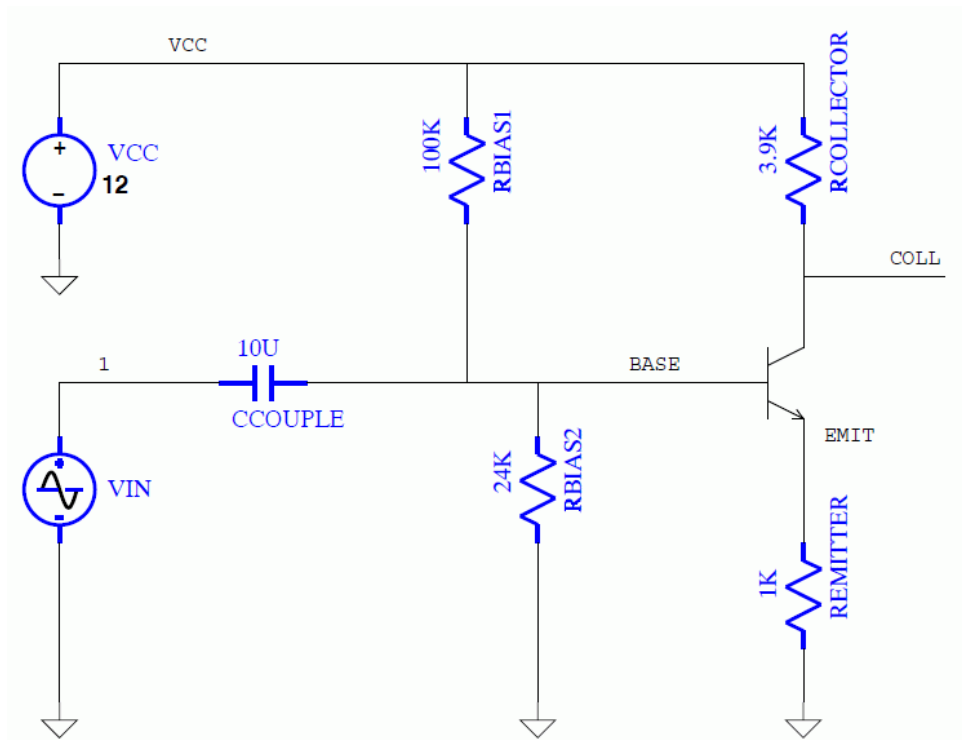 VCC
+
VCC
12
−
100K
RBIAS1
3.9K
RCOLLECTOR
COLL
1
10U
CCOUPLE
BASE
EMIT
VIN
24K
RBIAS2
1K
REMITTER